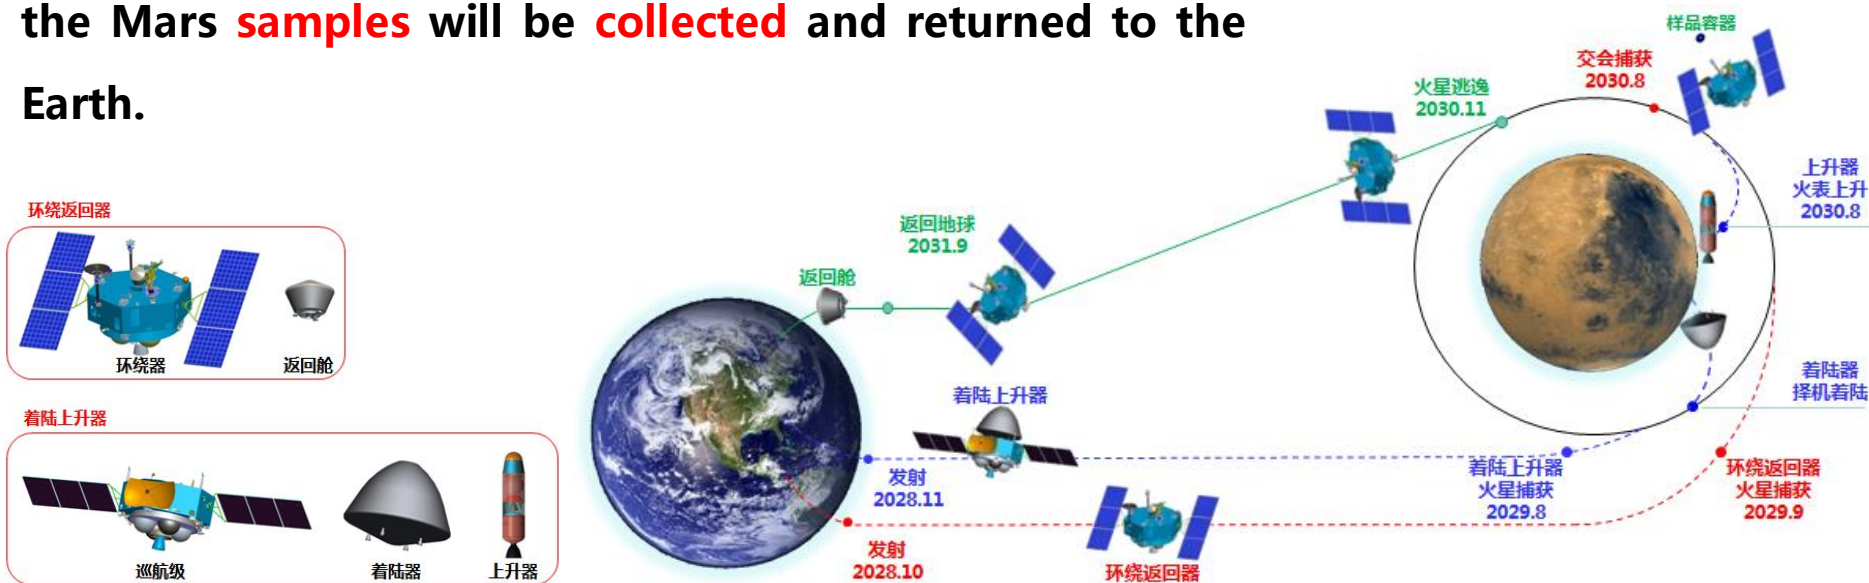 the Mars samples will be collected and returned to the
Earth.
环绕返回器
环绕器
返回舱
着陆上升器
巡航级
着陆器
上升器
样品容器
交会捕获
2030.8
火星逃逸
2030.11
上升器
火表上升
2030.8
返回地球
2031.9
返回舱
着陆器
择机着陆
着陆上升器
发射
2028.11
着陆上升器
火星捕获
2029.8
环绕返回器
火星捕获
2029.9
发射
2028.10
环绕返回器